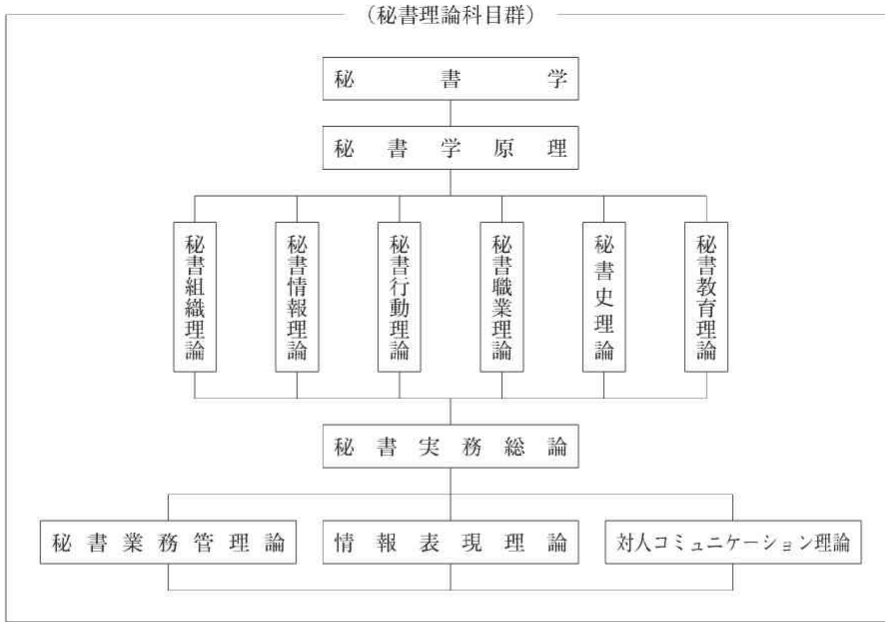 （秘書理論科目群）
秘書学
秘書学原理
秘書組織理論
秘書情報理論
秘書行動理論
秘書職業理論
秘書史理論
秘書教育理論
秘書実務総論
秘書業務管理論
情報表現理論
対人コミュニケーション理論